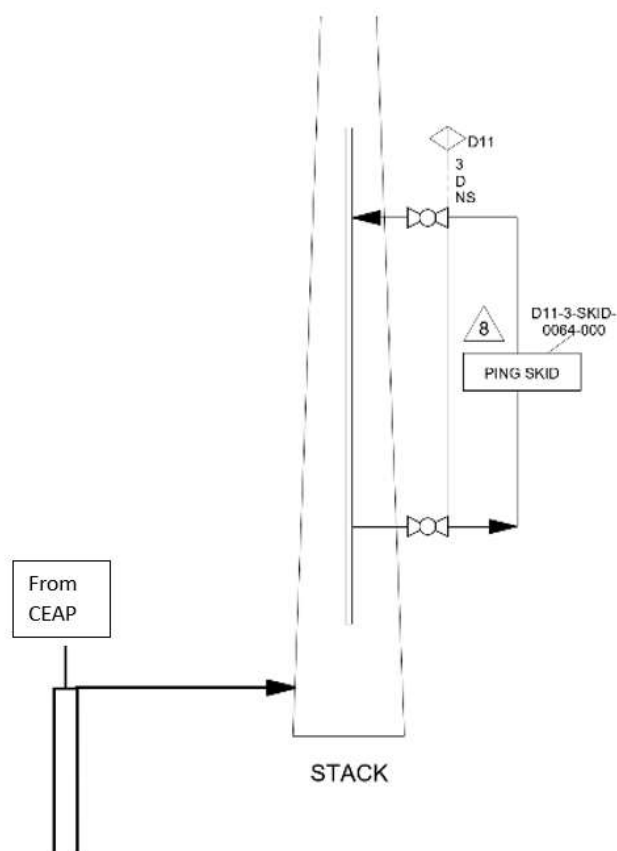 D11
3
D
NS
D11-3-SKID-
0064-000
8
PING SKID
From
CEAP
STACK